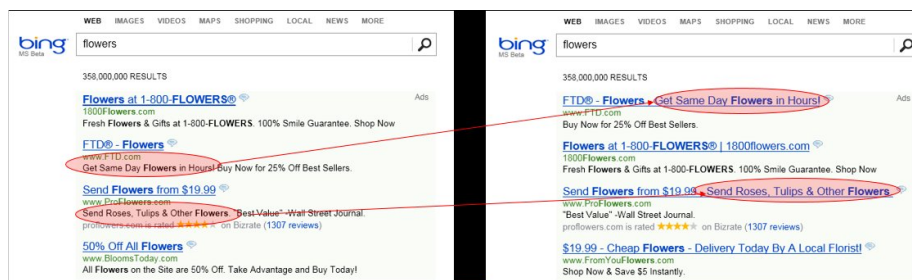 WEB IMAGES VIDEOS MAPS SHOPPING LOCAL NEWS MORE
bing
MS Beta
flowers
358,000,000 RESULTS
Flowers at 1-800-FLOWERS®
Ads
1800Flowers.com
Fresh Flowers & Gifts at 1-800-FLOWERS. 100% Smile Guarantee. Shop Now
FTD® - Flowers
www.FTD.com
Get Same Day Flowers in Hours! Buy Now for 25% Off Best Sellers.
Send Flowers from $19.99
www.ProFlowers.com
Send Roses, Tulips & Other Flowers. "Best Value" -Wall Street Journal.
proflowers.com is rated ★★★★★ on Bizrate (1307 reviews)
50% Off All Flowers
www.BloomsToday.com
All Flowers on the Site are 50% Off. Take Advantage and Buy Today!
WEB IMAGES VIDEOS MAPS SHOPPING LOCAL NEWS MORE
bing
MS Beta
flowers
358,000,000 RESULTS
FTD® - Flowers - Get Same Day Flowers in Hours!
Ads
www.FTD.com
Buy Now for 25% Off Best Sellers.
Flowers at 1-800-FLOWERS® | 1800flowers.com
1800Flowers.com
Fresh Flowers & Gifts at 1-800-FLOWERS. 100% Smile Guarantee. Shop Now
Send Flowers from $19.99 - Send Roses, Tulips & Other Flowers
www.ProFlowers.com
"Best Value" -Wall Street Journal.
proflowers.com is rated ★★★★★ on Bizrate (1307 reviews)
$19.99 - Cheap Flowers - Delivery Today By A Local Florist!
www.FromYouFlowers.com
Shop Now & Save $5 Instantly.